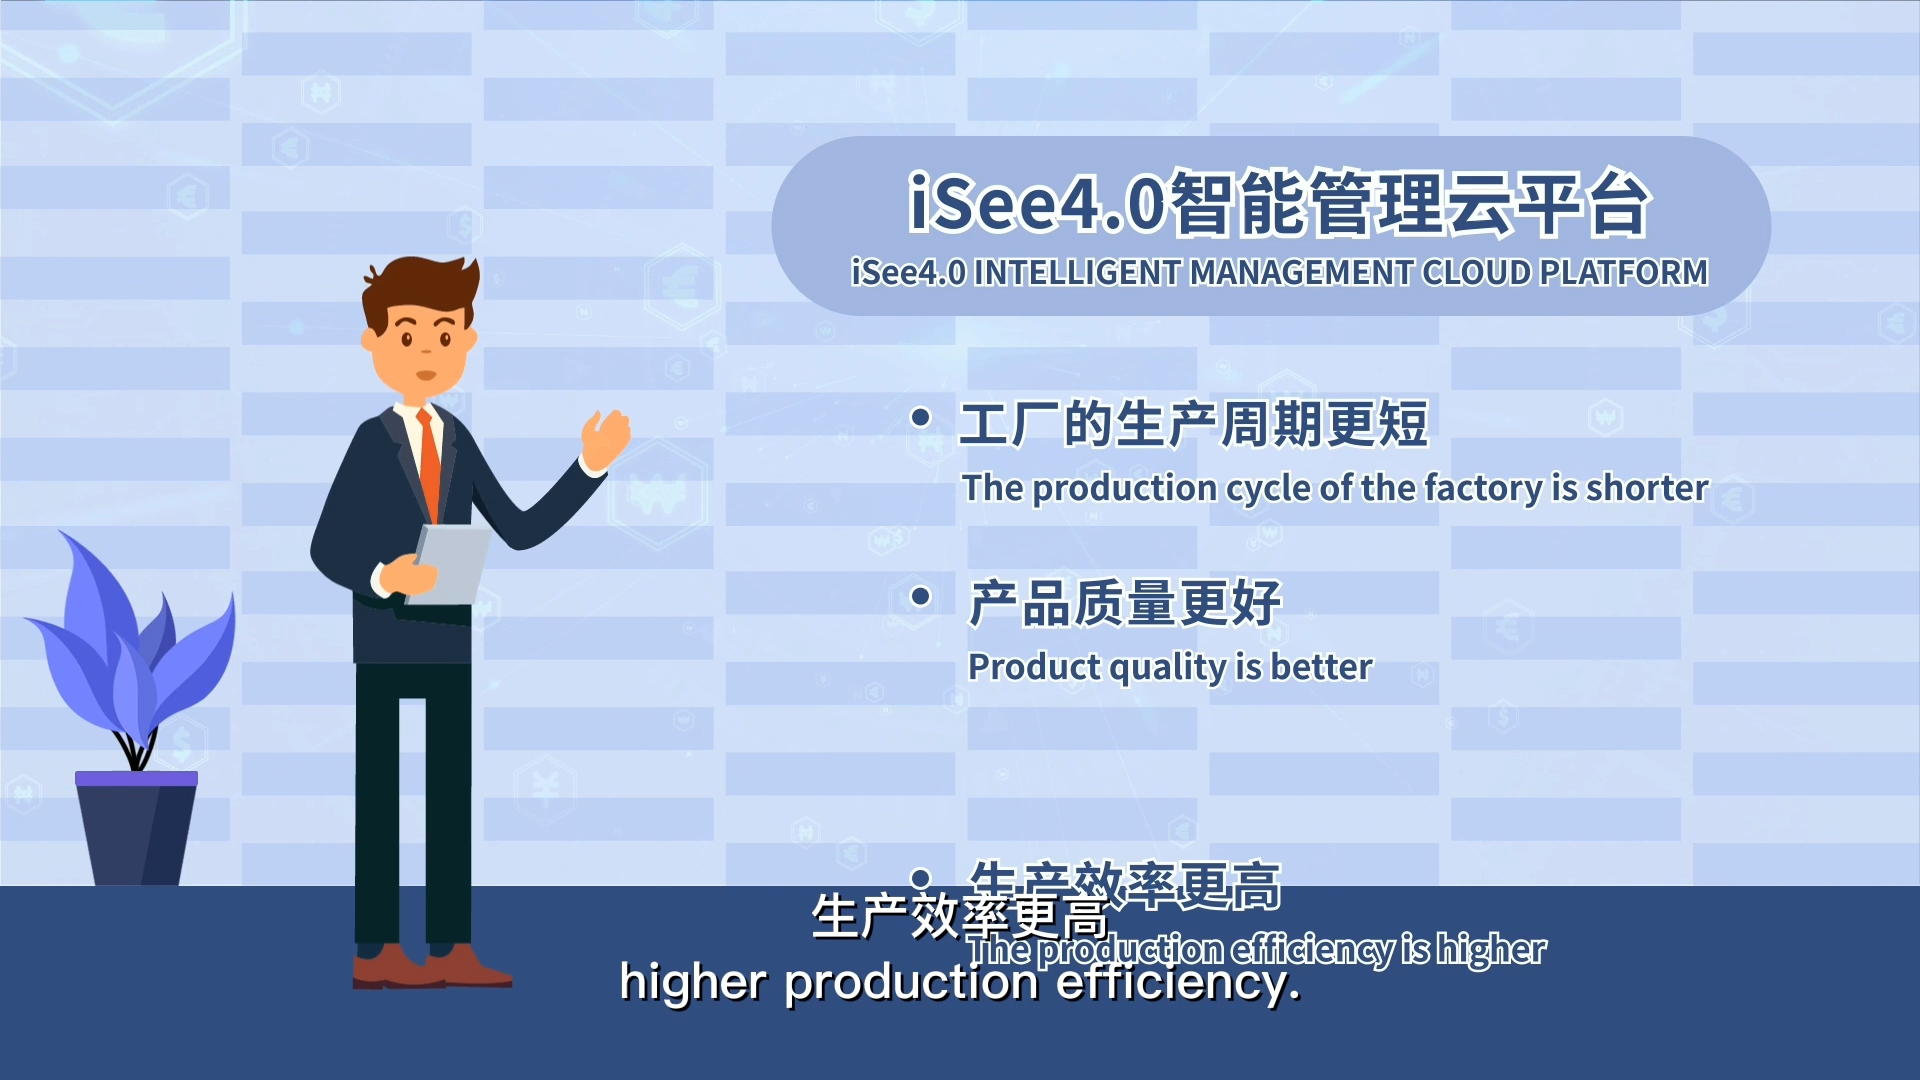 iSee4.0智能管理云平台
iSee4.0 INTELLIGENT MANAGEMENT CLOUD PLATFORM
• 工厂的生产周期更短
The production cycle of the factory is shorter
• 产品质量更好
Product quality is better
• 生产效率更高
The production efficiency is higher
生产效率更高
higher production efficiency.